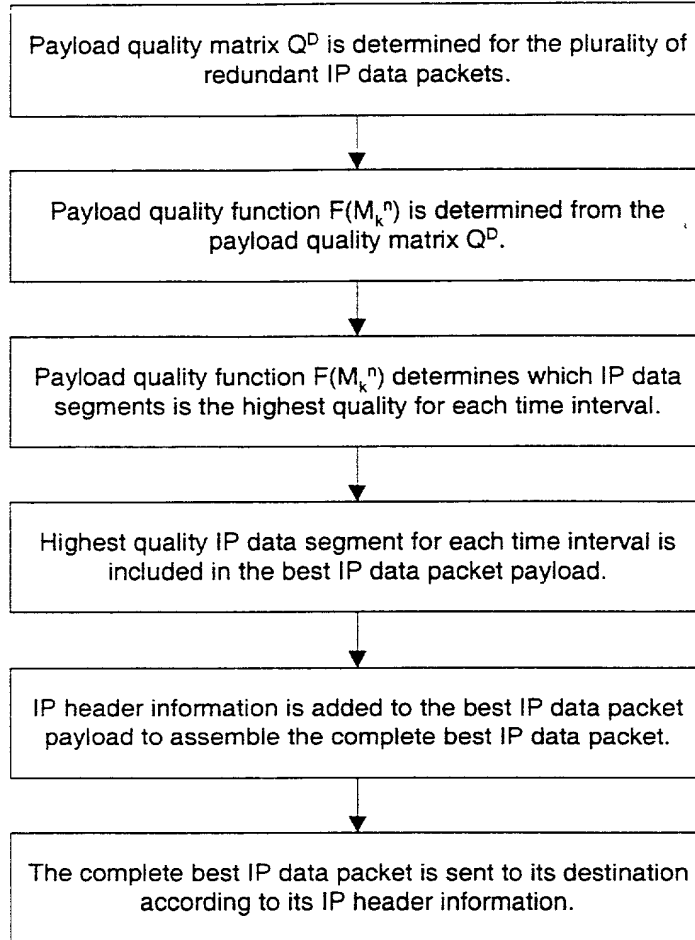 Payload quality matrix Qᴰ is determined for the plurality of
redundant IP data packets.
Payload quality function F(Mₖⁿ) is determined from the
payload quality matrix Qᴰ.
Payload quality function F(Mₖⁿ) determines which IP data
segments is the highest quality for each time interval.
Highest quality IP data segment for each time interval is
included in the best IP data packet payload.
IP header information is added to the best IP data packet
payload to assemble the complete best IP data packet.
The complete best IP data packet is sent to its destination
according to its IP header information.